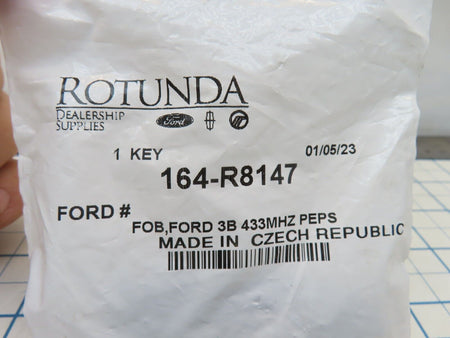 ROTUNDA
DEALERSHIP
SUPPLIES
Ford
1 KEY 01/05/23
164-R8147
FORD #
FOB,FORD 3B 433MHZ PEPS
MADE IN CZECH REPUBLIC